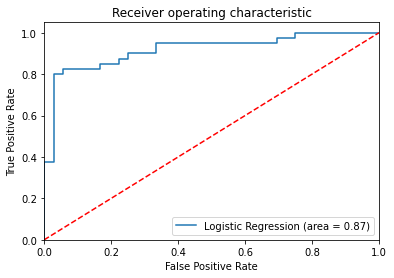 Receiver operating characteristic
True Positive Rate
1.0
0.8
0.6
0.4
0.2
0.0
Logistic Regression (area = 0.87)
0.0 0.2 0.4 0.6 0.8 1.0
False Positive Rate